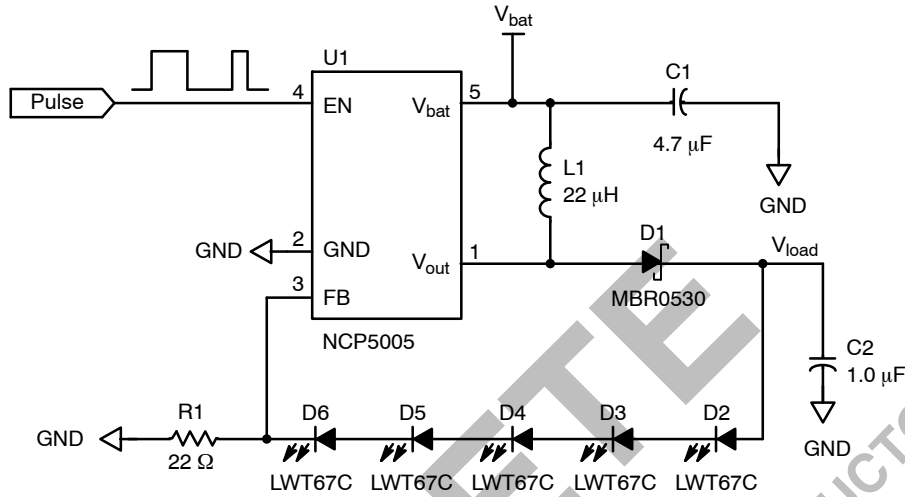 Vbat
U1
C1
Pulse
4
EN
Vbat
5
4.7 µF
L1
22 µH
GND
GND
2
GND
D1
Vload
Vout
1
3
FB
MBR0530
NCP5005
C2
1.0 µF
R1
D6
D5
D4
D3
D2
GND
22 Ω
GND
LWT67C
LWT67C
LWT67C
LWT67C
LWT67C